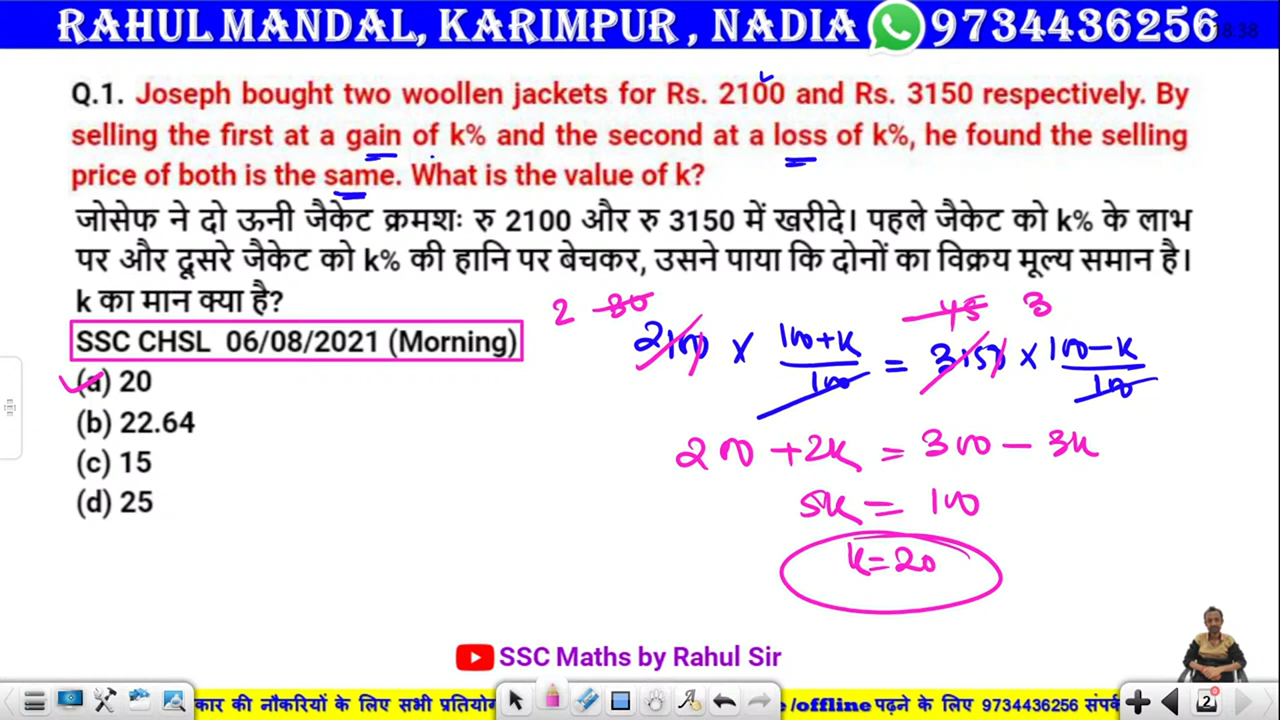 RAHUL MANDAL, KARIMPUR , NADIA 9734436256
18:38
Q.1. Joseph bought two woollen jackets for Rs. 2100 and Rs. 3150 respectively. By
selling the first at a gain of k% and the second at a loss of k%, he found the selling
price of both is the same. What is the value of k?
जोसेफ ने दो ऊनी जैकेट क्रमशः रु 2100 और रु 3150 में खरीदे। पहले जैकेट को k% के लाभ
पर और दूसरे जैकेट को k% की हानि पर बेचकर, उसने पाया कि दोनों का विक्रय मूल्य समान है।
k का मान क्या है?
SSC CHSL 06/08/2021 (Morning)
(a) 20
(b) 22.64
(c) 15
(d) 25
2 30 45 3
2100 × (100+k)/100 = 3150 × (100-k)/100
200 + 2k = 300 - 3k
5k = 100
k=20
SSC Maths by Rahul Sir
कार की नौकरियों के लिए सभी प्रतियो
/offline पढ़ने के लिए 9734436256 संपर्क
2